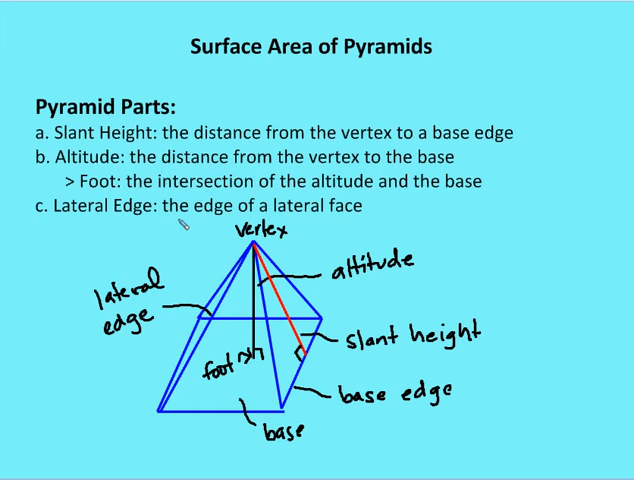 Surface Area of Pyramids
Pyramid Parts:
a. Slant Height: the distance from the vertex to a base edge
b. Altitude: the distance from the vertex to the base
> Foot: the intersection of the altitude and the base
c. Lateral Edge: the edge of a lateral face
vertex
altitude
lateral
edge
slant height
foot
base edge
base